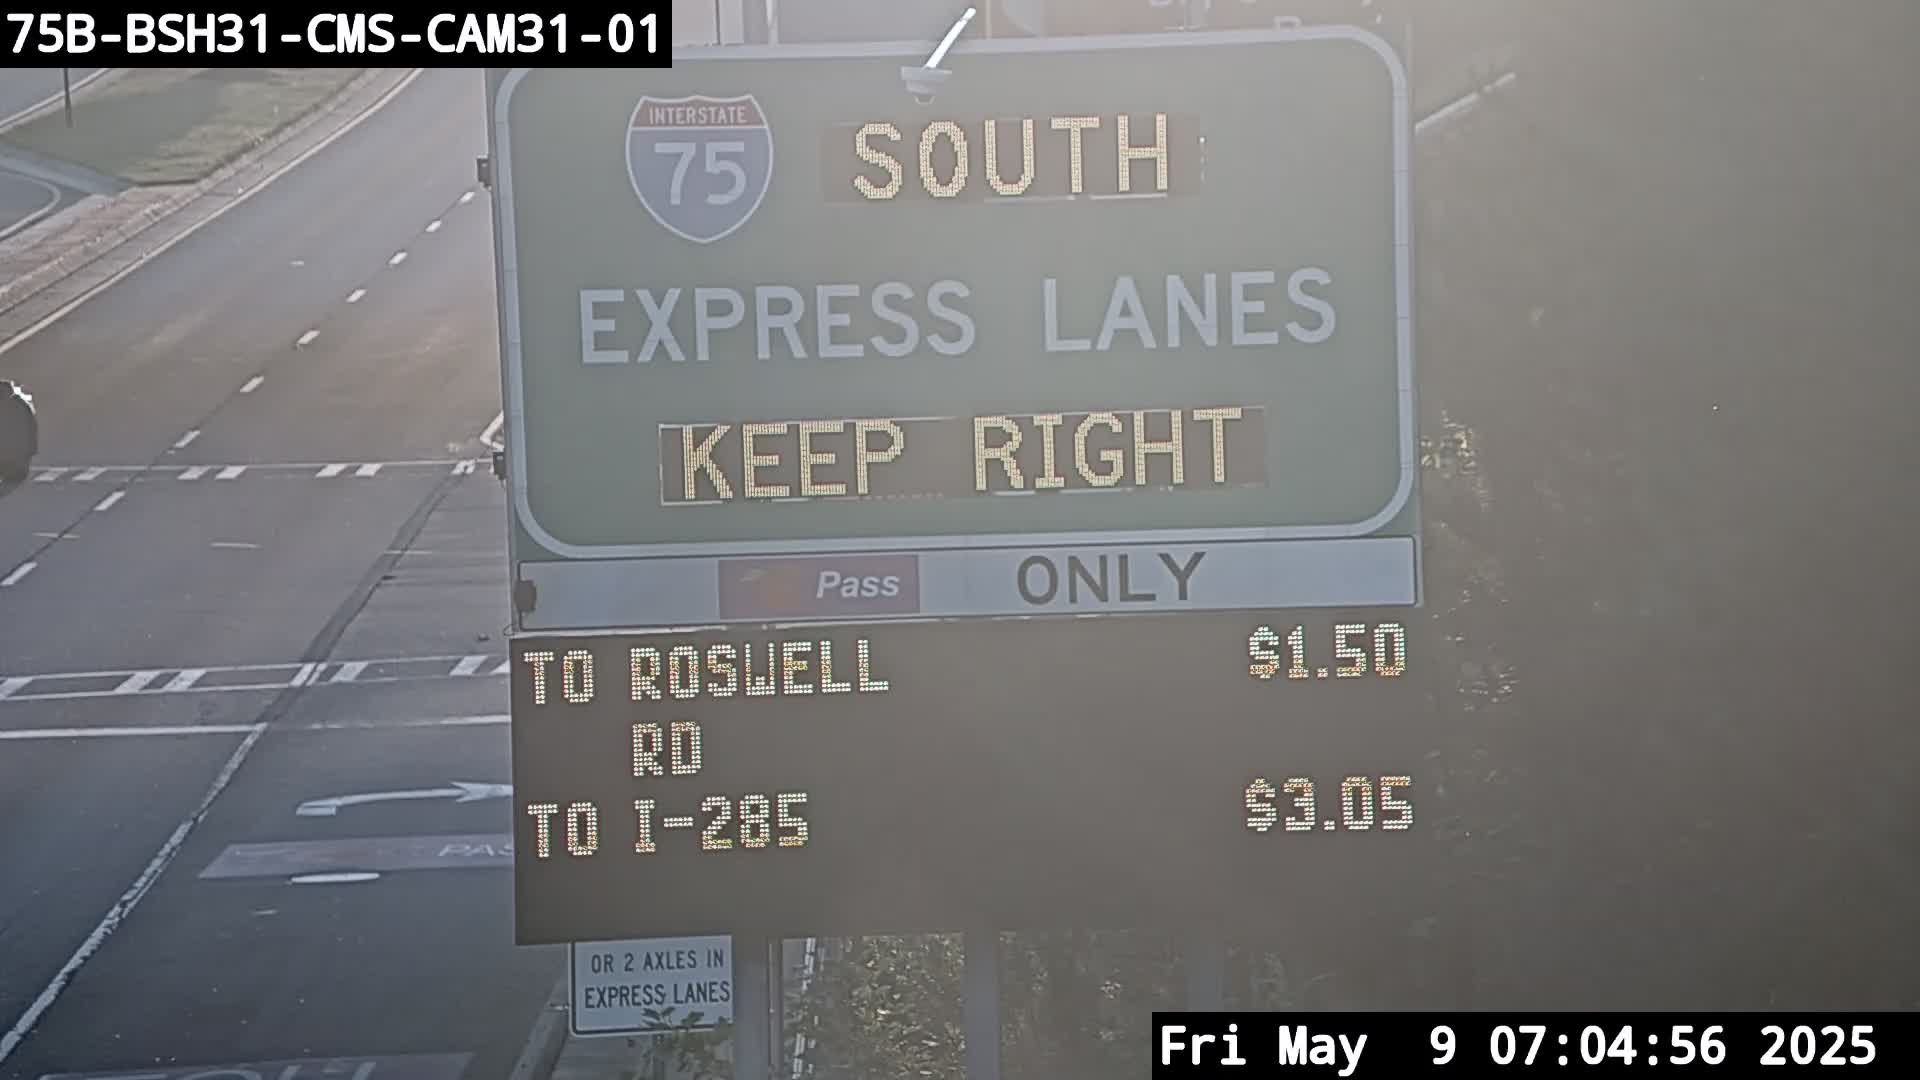 75B-BSH31-CMS-CAM31-01
INTERSTATE
75
SOUTH
EXPRESS LANES
KEEP RIGHT
Pass ONLY
TO ROSWELL $1.50
RD
TO I-285 $3.05
OR 2 AXLES IN
EXPRESS LANES
Fri May 9 07:04:56 2025